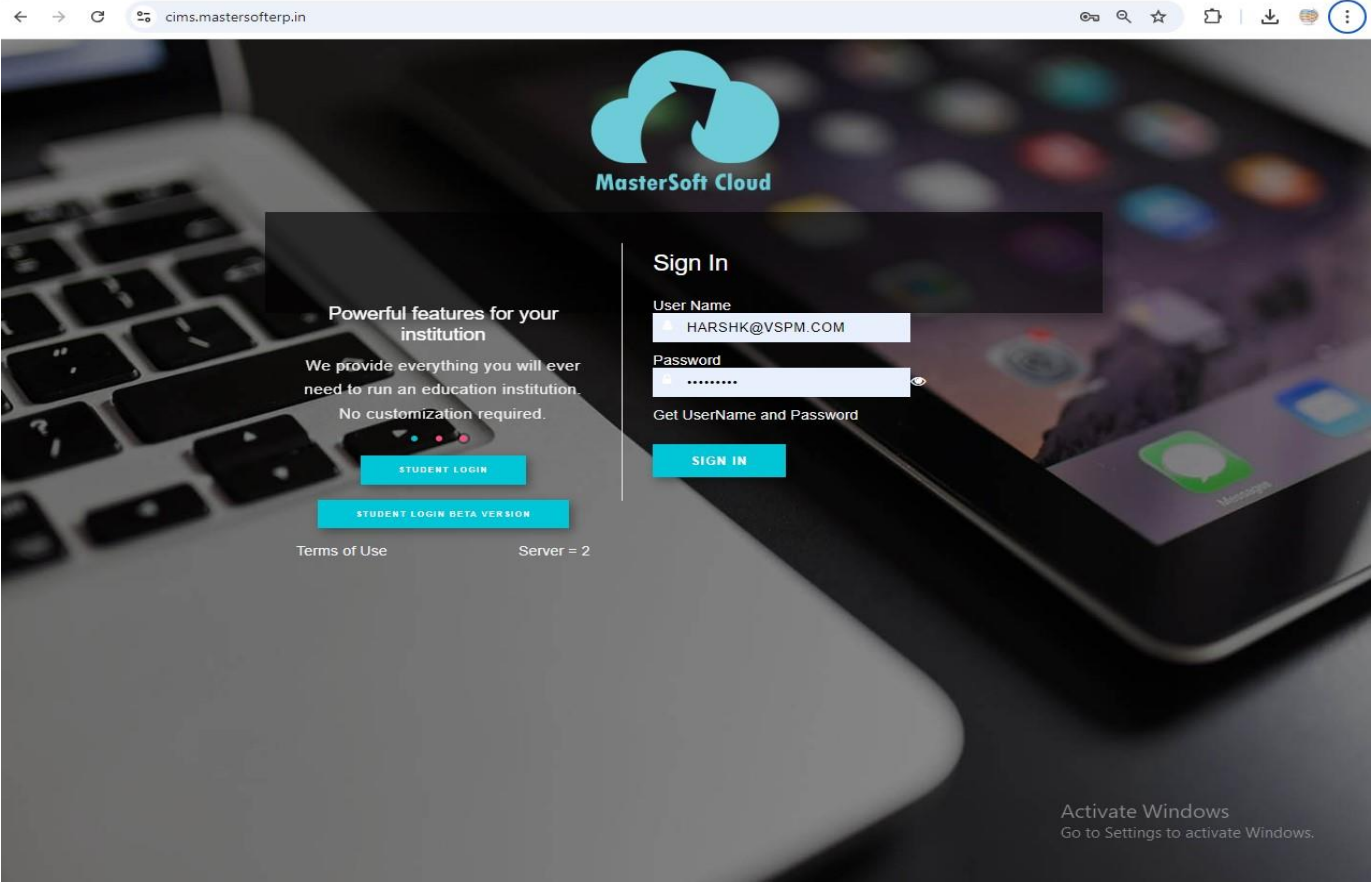 cims.mastersofterp.in
MasterSoft Cloud
Powerful features for your
institution
We provide everything you will ever
need to run an education institution.
No customization required.
STUDENT LOGIN
STUDENT LOGIN BETA VERSION
Terms of Use
Server = 2
Sign In
User Name
HARSHK@VSPM.COM
Password
•••••••••
Get UserName and Password
SIGN IN
Messages
Activate Windows
Go to Settings to activate Windows.